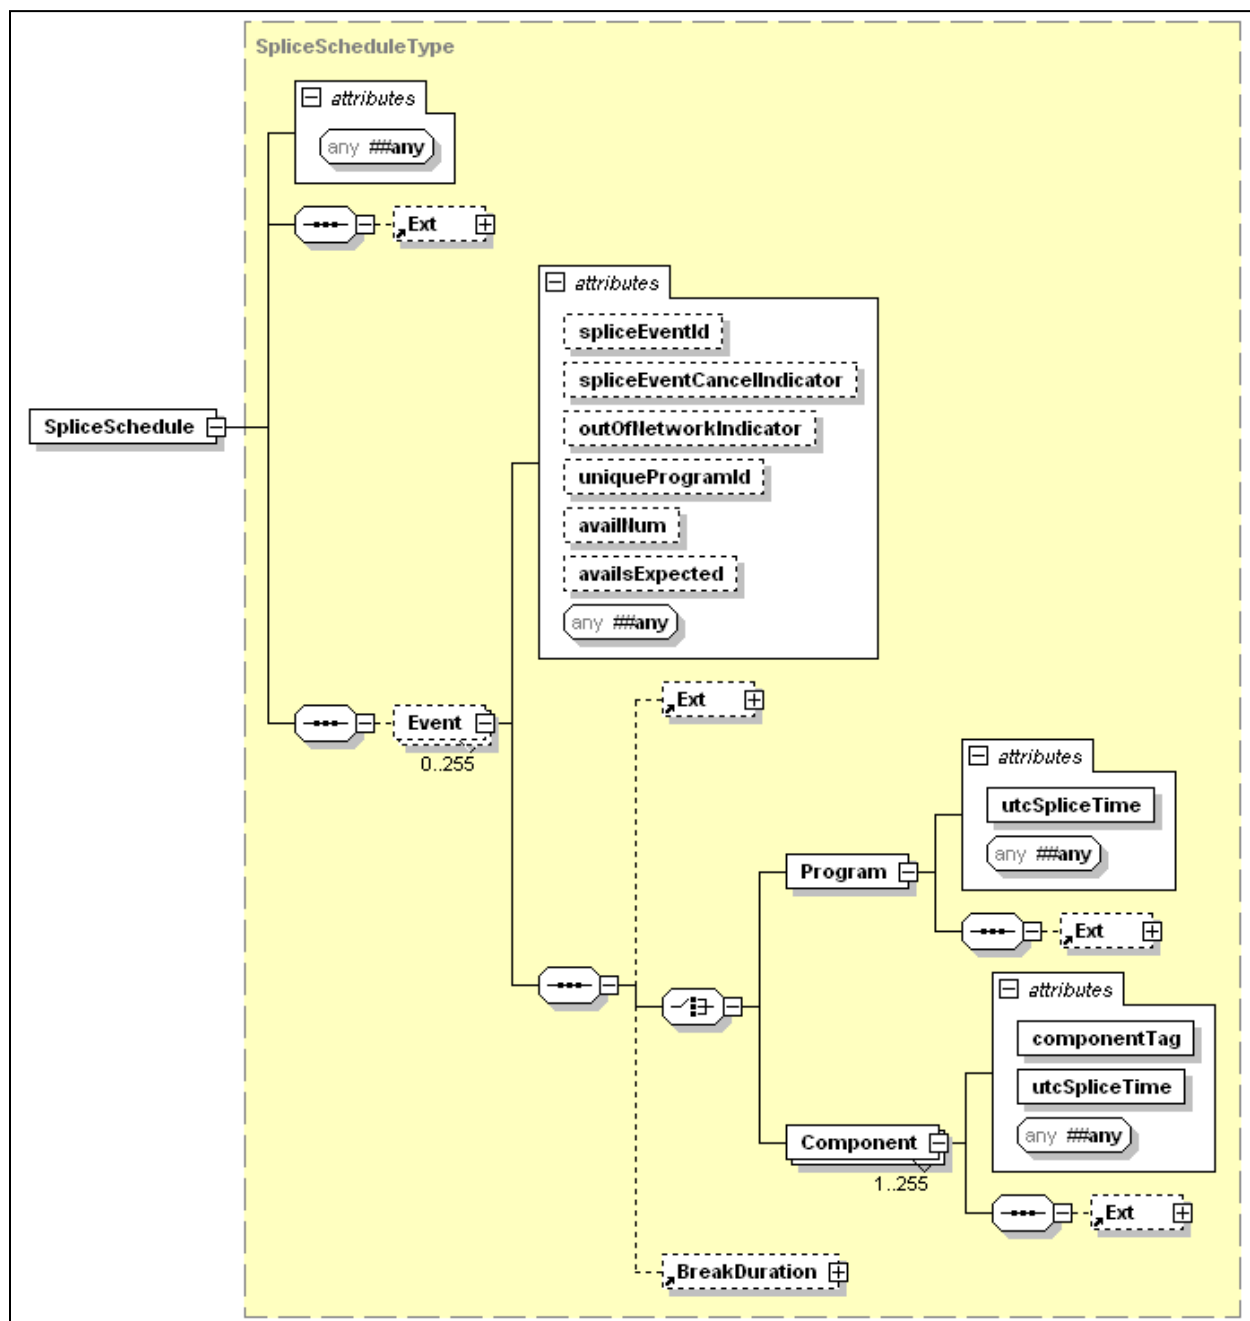 SpliceScheduleType
attributes
any ##any
Ext
attributes
spliceEventId
spliceEventCancelIndicator
outOfNetworkIndicator
SpliceSchedule
uniqueProgramId
availNum
availsExpected
any ##any
Ext
Event
0..255
attributes
utcSpliceTime
any ##any
Program
Ext
attributes
componentTag
utcSpliceTime
any ##any
Component
1..255
Ext
BreakDuration